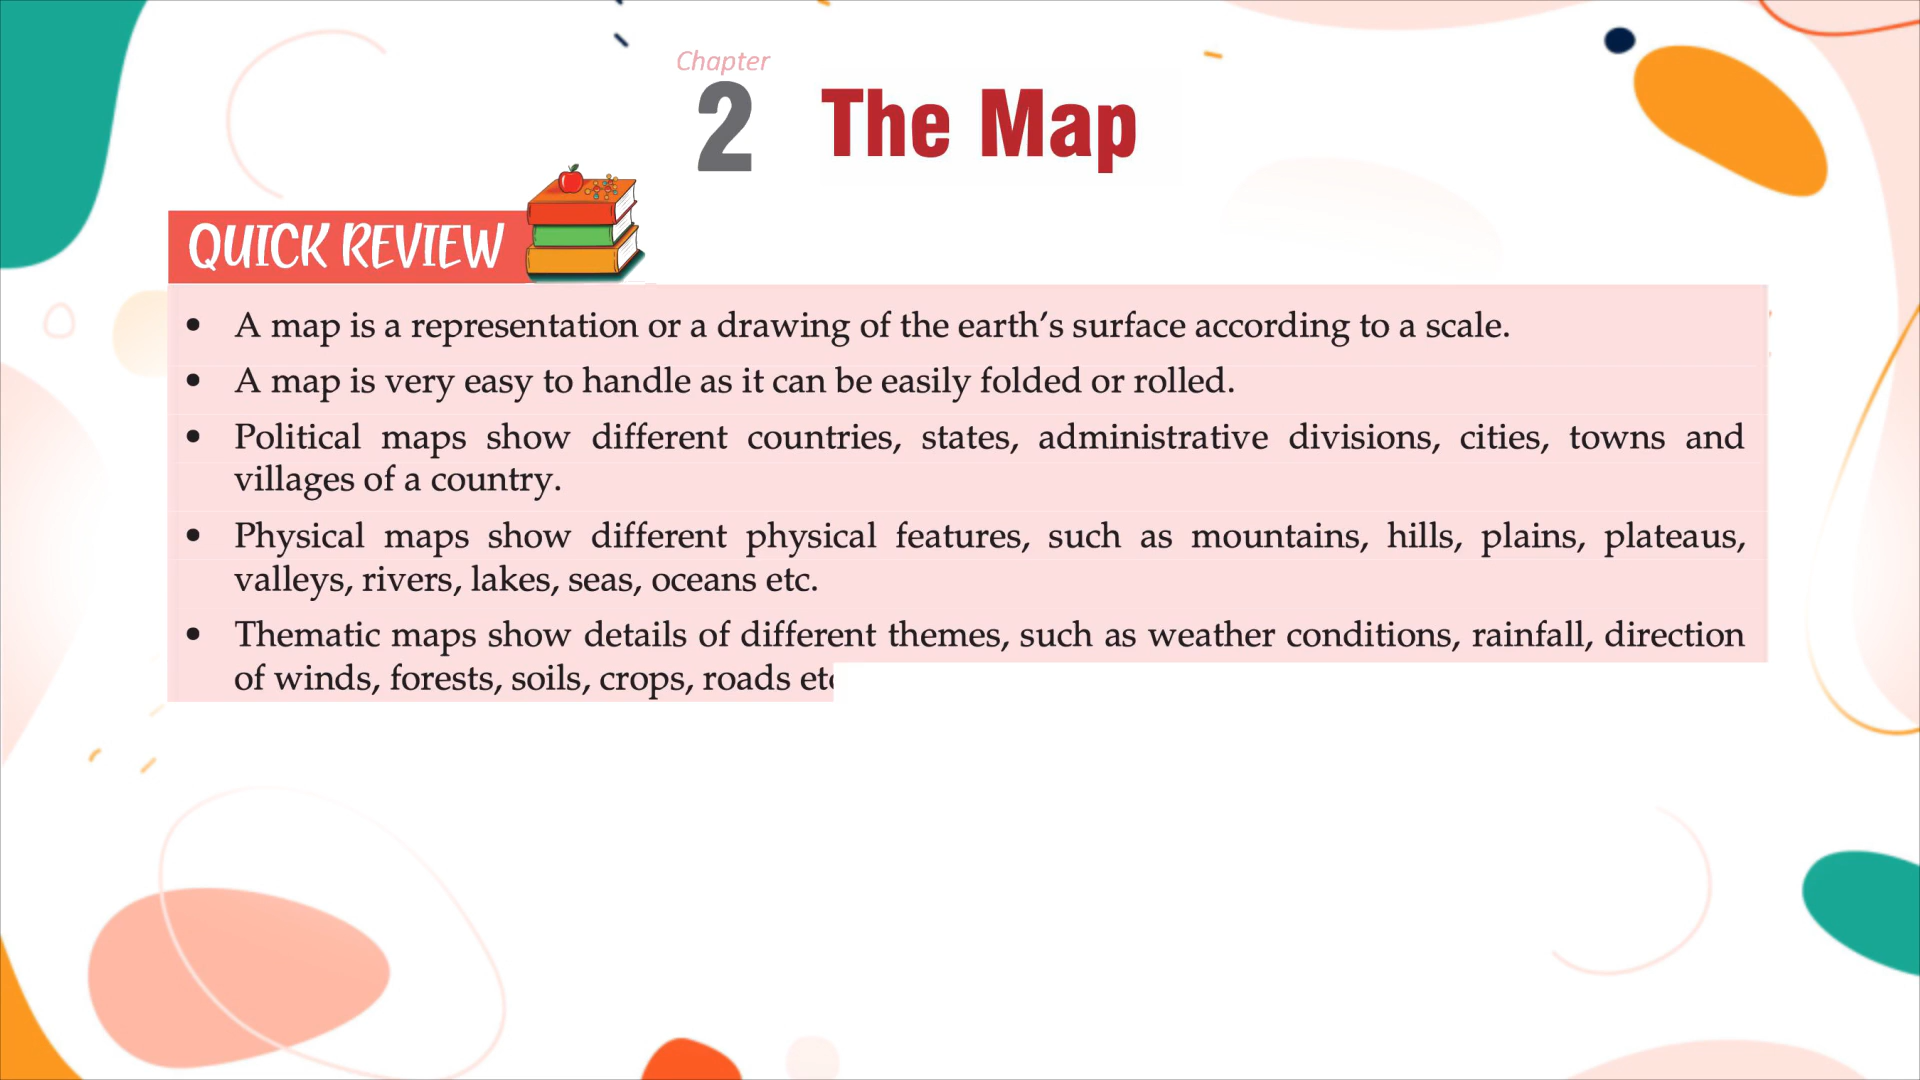 Chapter
2 The Map
QUICK REVIEW
• A map is a representation or a drawing of the earth’s surface according to a scale.
• A map is very easy to handle as it can be easily folded or rolled.
• Political maps show different countries, states, administrative divisions, cities, towns and
villages of a country.
• Physical maps show different physical features, such as mountains, hills, plains, plateaus,
valleys, rivers, lakes, seas, oceans etc.
• Thematic maps show details of different themes, such as weather conditions, rainfall, direction
of winds, forests, soils, crops, roads etc